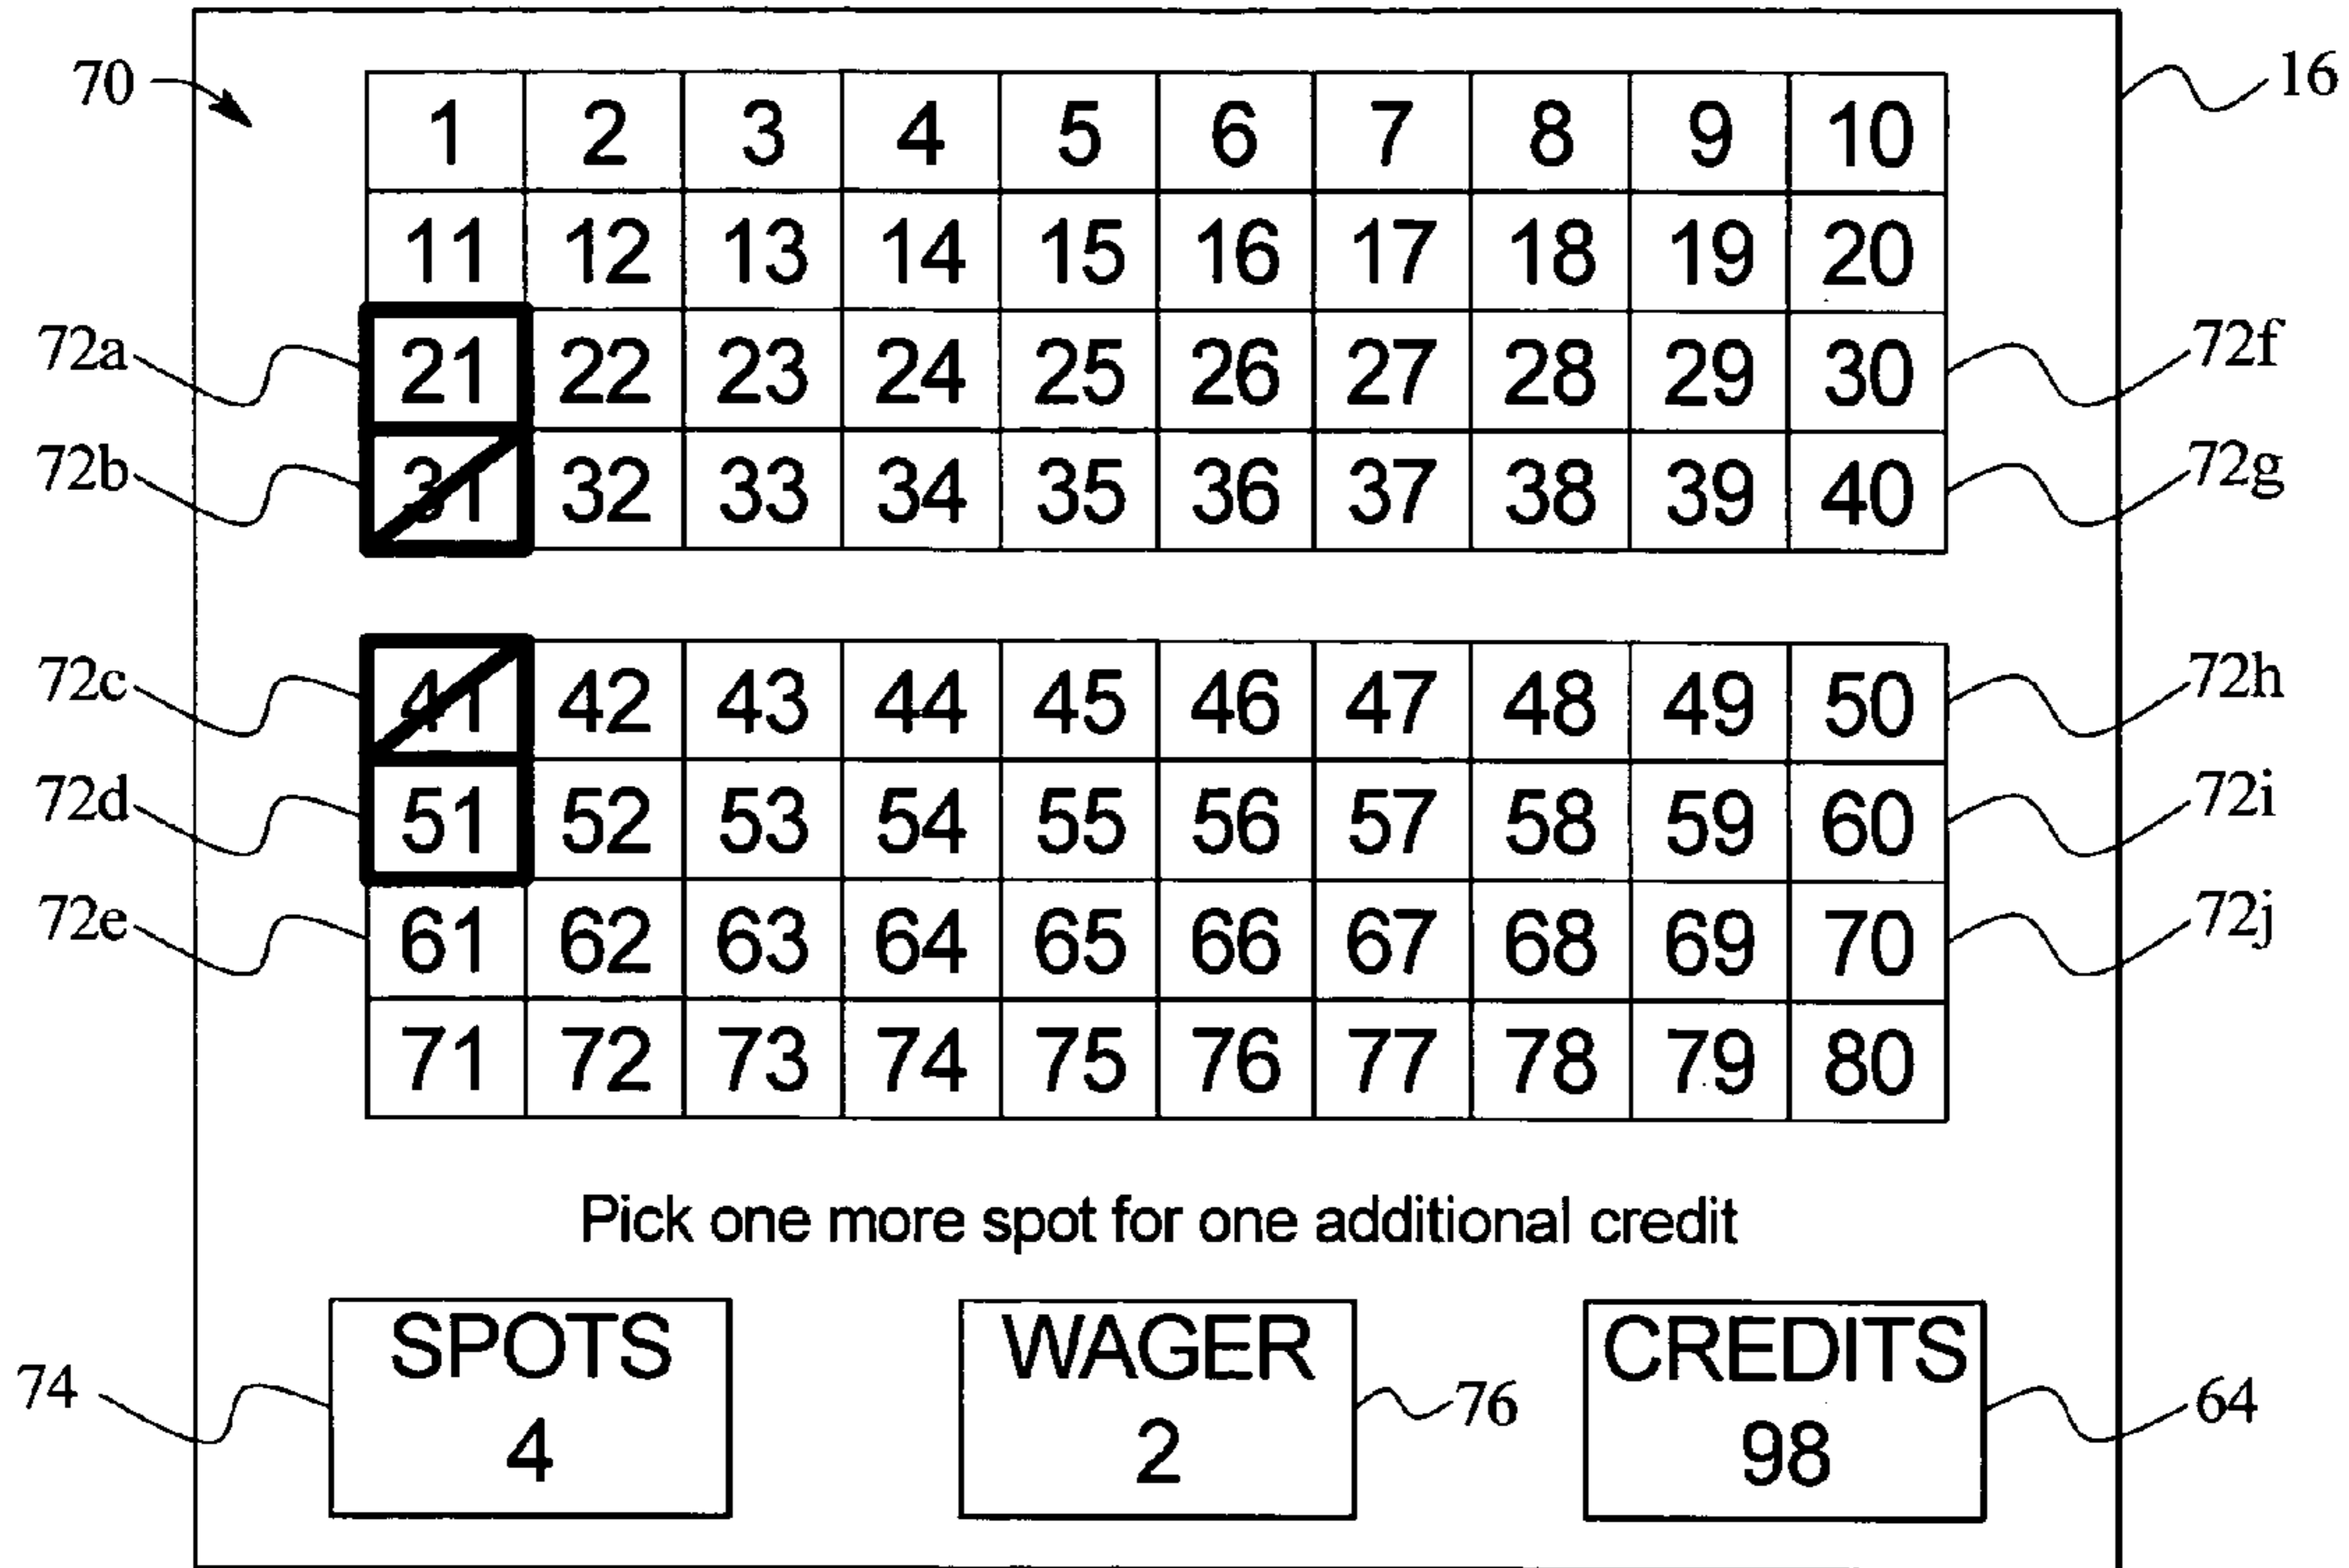 70 16
1 2 3 4 5 6 7 8 9 10
11 12 13 14 15 16 17 18 19 20
72a 21 22 23 24 25 26 27 28 29 30 72f
72b 31 32 33 34 35 36 37 38 39 40 72g
72c 41 42 43 44 45 46 47 48 49 50 72h
72d 51 52 53 54 55 56 57 58 59 60 72i
72e 61 62 63 64 65 66 67 68 69 70 72j
71 72 73 74 75 76 77 78 79 80
Pick one more spot for one additional credit
SPOTS WAGER CREDITS
74 76 64
4 2 98